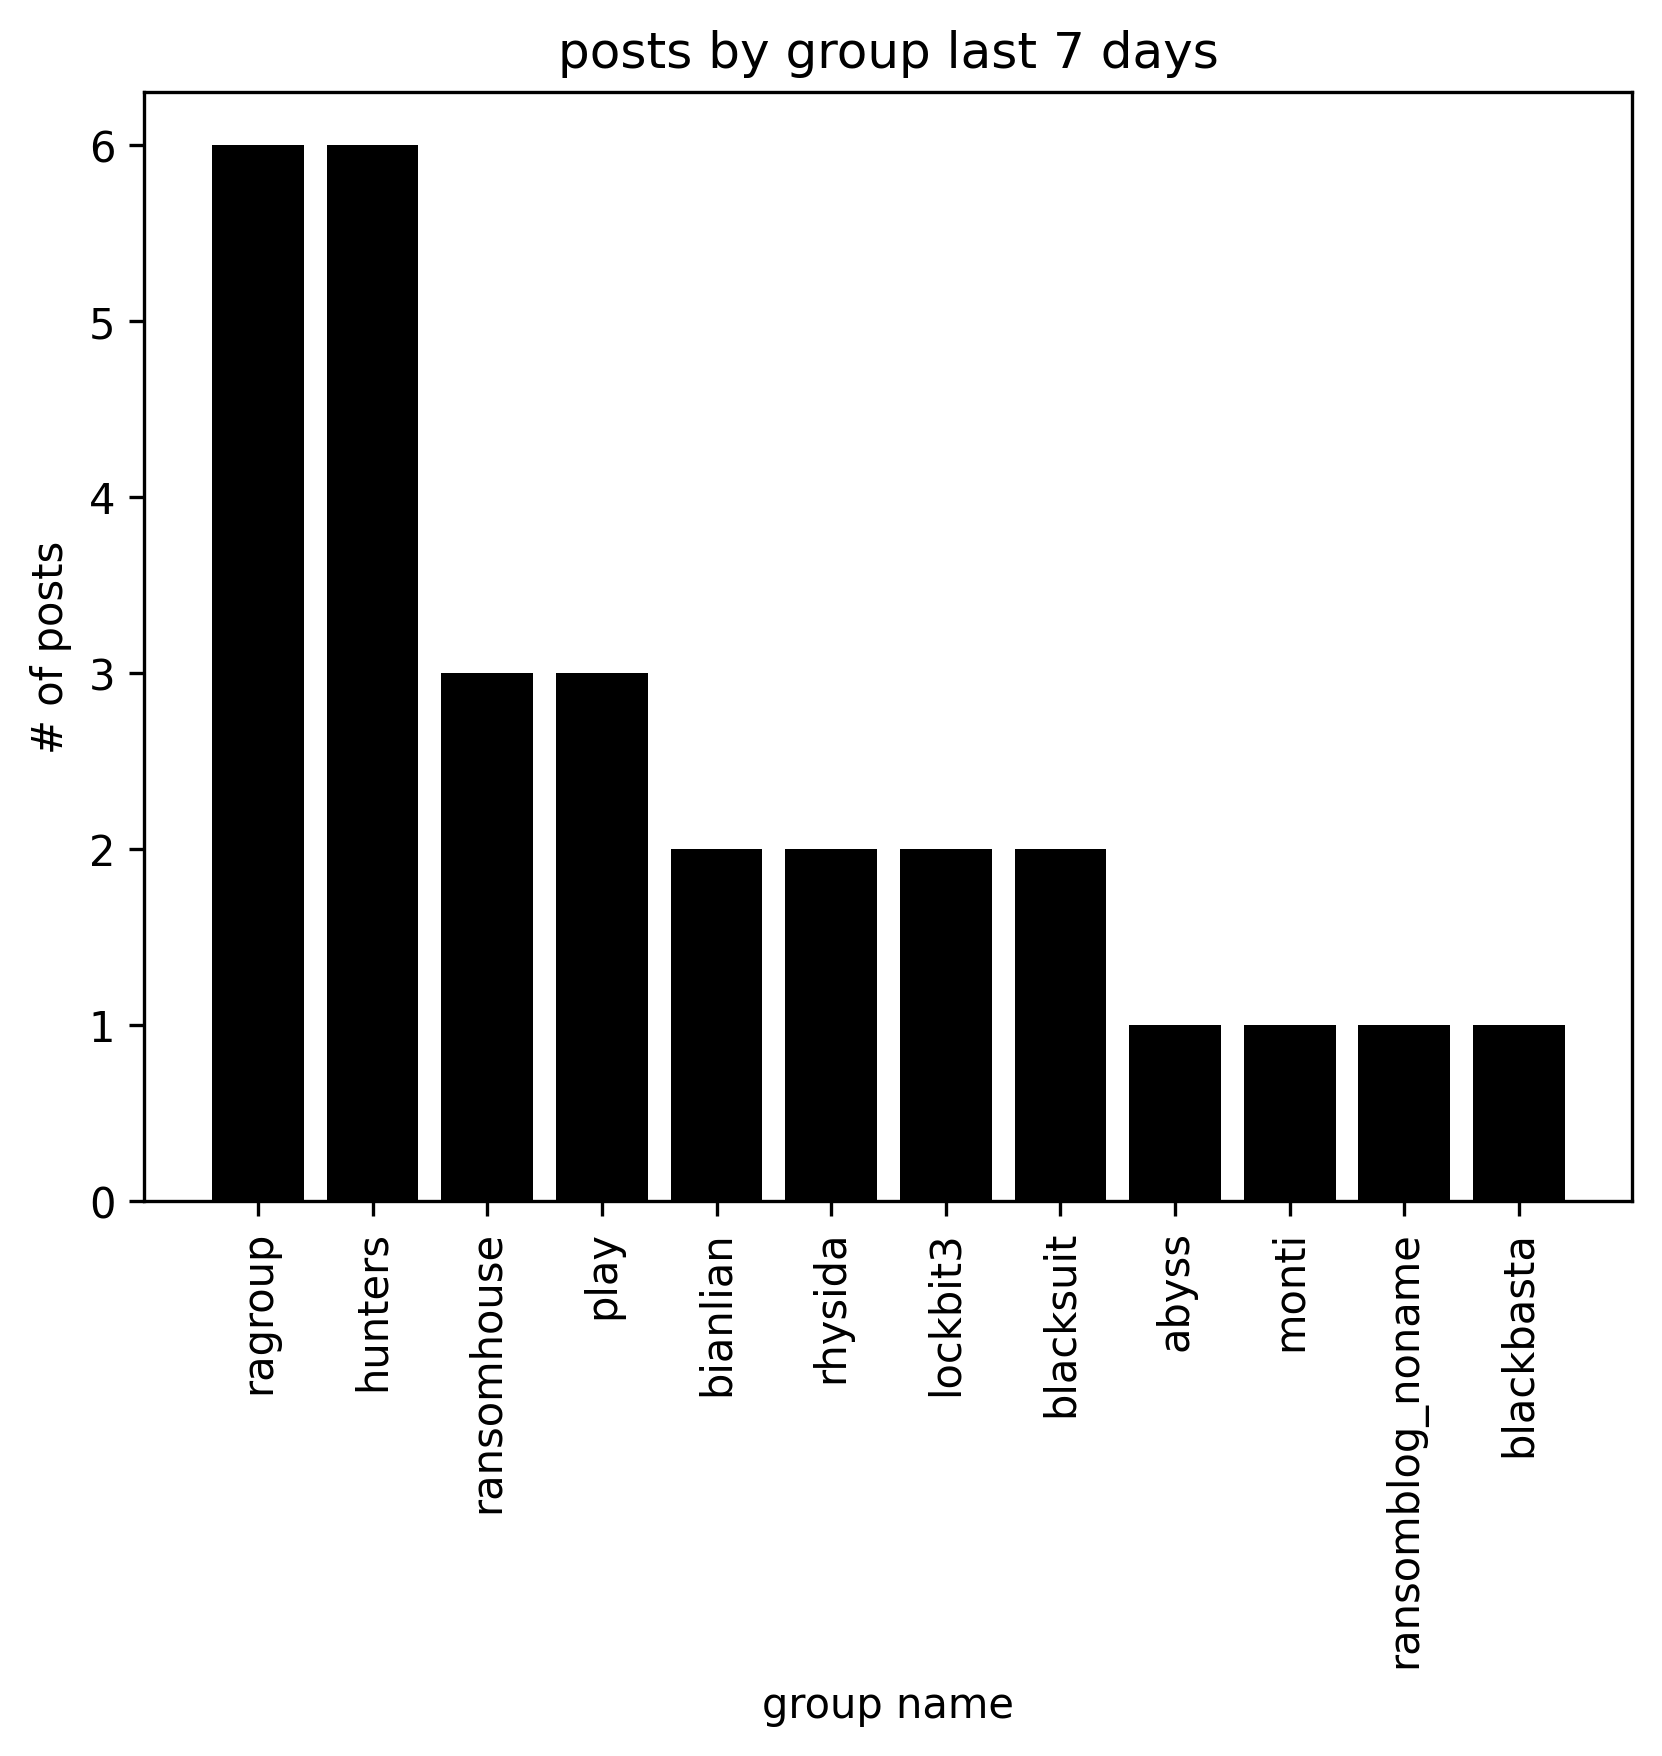 posts by group last 7 days
# of posts
6
5
4
3
2
1
0
ragroup
hunters
ransomhouse
play
bianlian
rhysida
lockbit3
blacksuit
abyss
monti
ransomblog_noname
blackbasta
group name